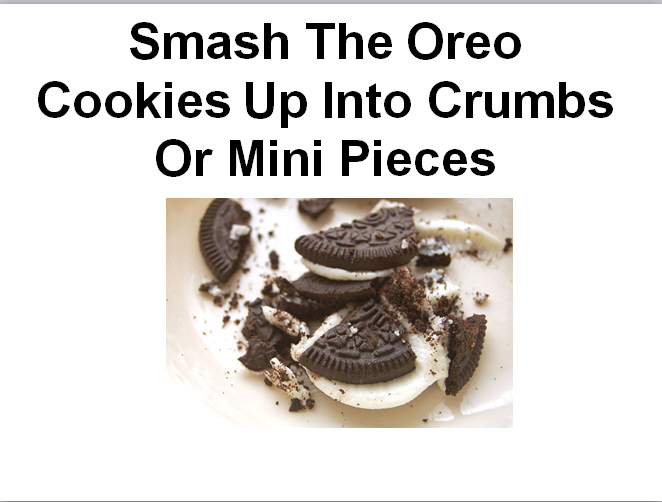 Smash The Oreo
Cookies Up Into Crumbs
Or Mini Pieces